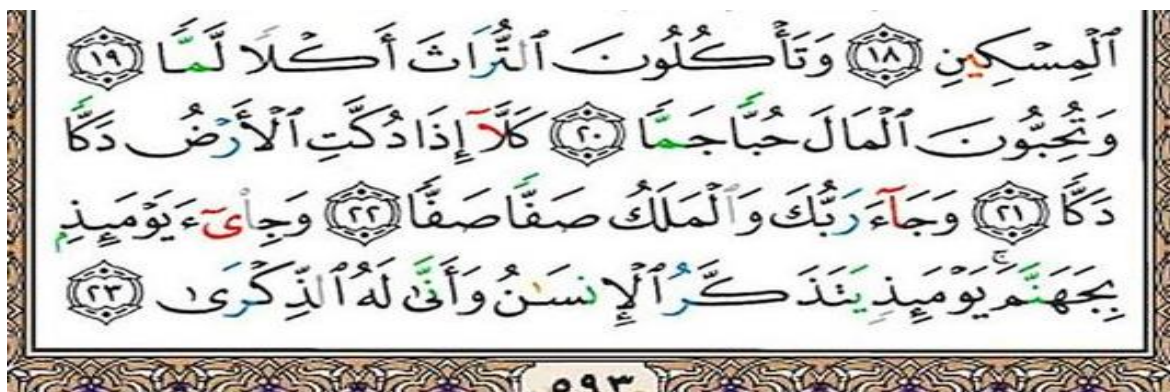 ٱلۡمِسۡكِينِ ١٨ وَتَأۡكُلُونَ ٱلتُّرَاثَ أَكۡلٗا لَّمّٗا ١٩
وَتُحِبُّونَ ٱلۡمَالَ حُبّٗا جَمّٗا ٢٠ كَلَّآ إِذَا دُكَّتِ ٱلۡأَرۡضُ دَكّٗا
دَكّٗا ٢١ وَجَآءَ رَبُّكَ وَٱلۡمَلَكُ صَفّٗا صَفّٗا ٢٢ وَجِاْيٓءَ يَوۡمَئِذِۭ
بِجَهَنَّمَۚ يَوۡمَئِذٖ يَتَذَكَّرُ ٱلۡإِنسَٰنُ وَأَنَّىٰ لَهُ ٱلذِّكۡرَىٰ ٢٣
٥٩٣